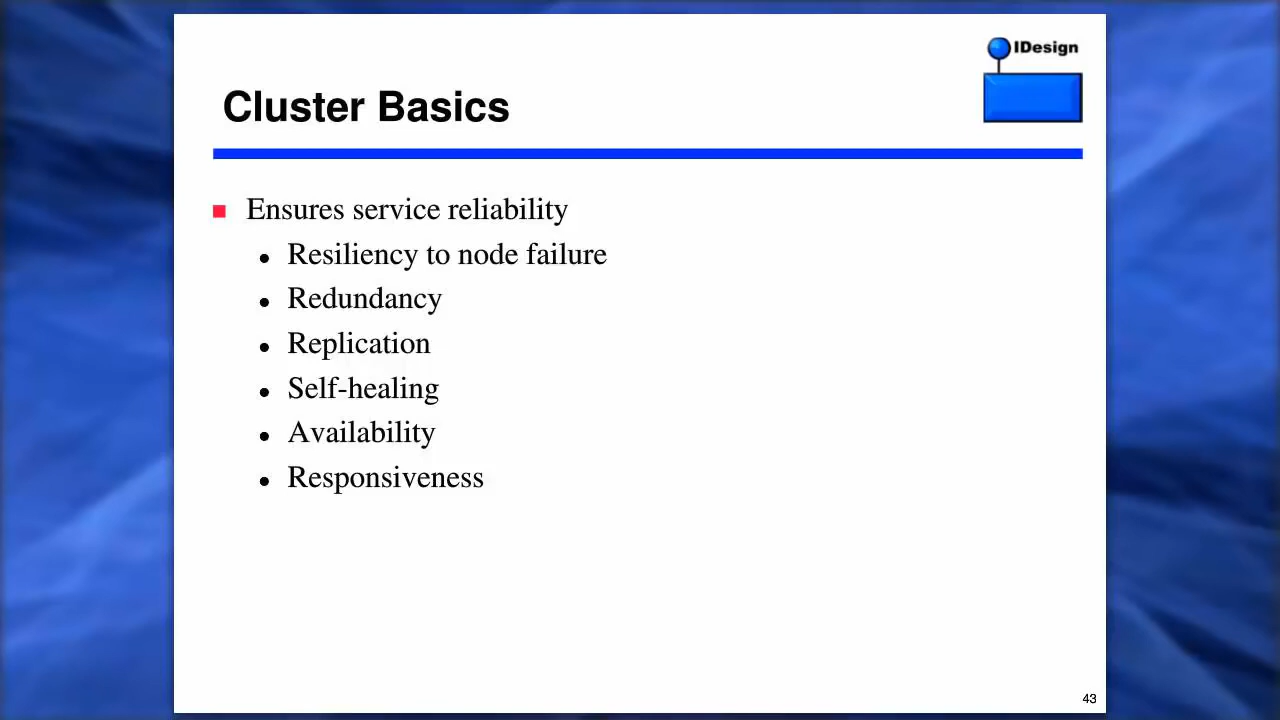 IDesign
Cluster Basics
Ensures service reliability
Resiliency to node failure
Redundancy
Replication
Self-healing
Availability
Responsiveness
43